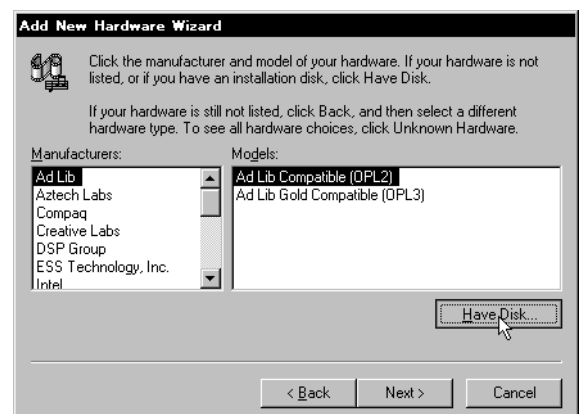 Add New Hardware Wizard
Click the manufacturer and model of your hardware. If your hardware is not
listed, or if you have an installation disk, click Have Disk.
If your hardware is still not listed, click Back, and then select a different
hardware type. To see all hardware choices, click Unknown Hardware.
Manufacturers:
Models:
Ad Lib
Aztech Labs
Compaq
Creative Labs
DSP Group
ESS Technology, Inc.
Intel
Ad Lib Compatible (OPL2)
Ad Lib Gold Compatible (OPL3)
Have Disk...
< Back
Next >
Cancel